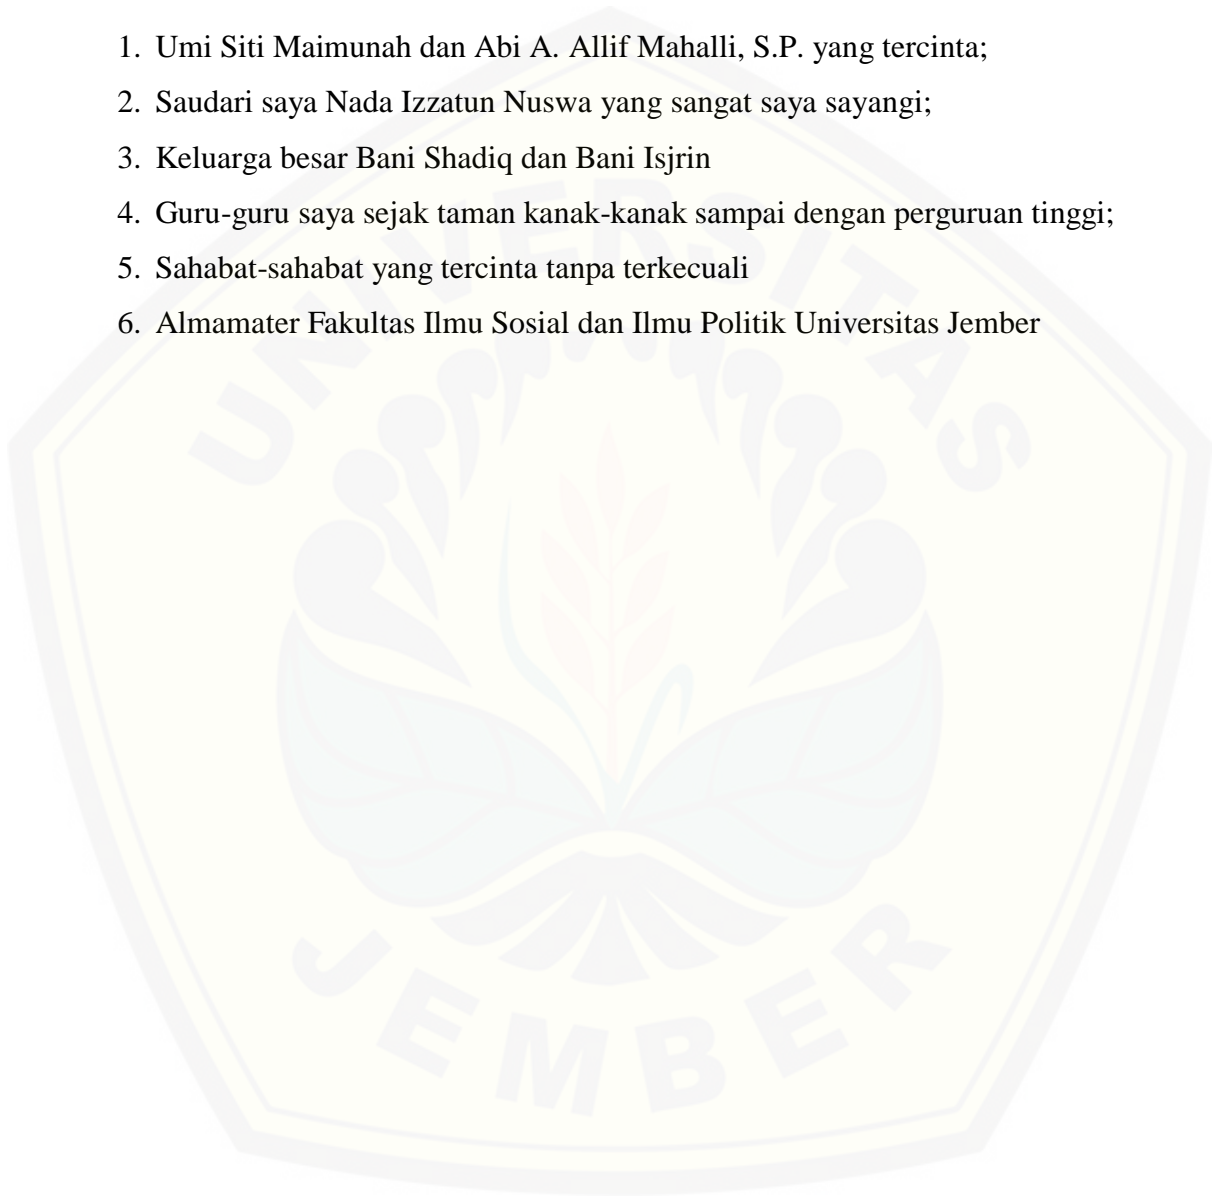 1. Umi Siti Maimunah dan Abi A. Allif Mahalli, S.P. yang tercinta;
2. Saudari saya Nada Izzatun Nuswa yang sangat saya sayangi;
3. Keluarga besar Bani Shadiq dan Bani Isjrin
4. Guru-guru saya sejak taman kanak-kanak sampai dengan perguruan tinggi;
5. Sahabat-sahabat yang tercinta tanpa terkecuali
6. Almamater Fakultas Ilmu Sosial dan Ilmu Politik Universitas Jember
UNIVERSITAS
JEMBER